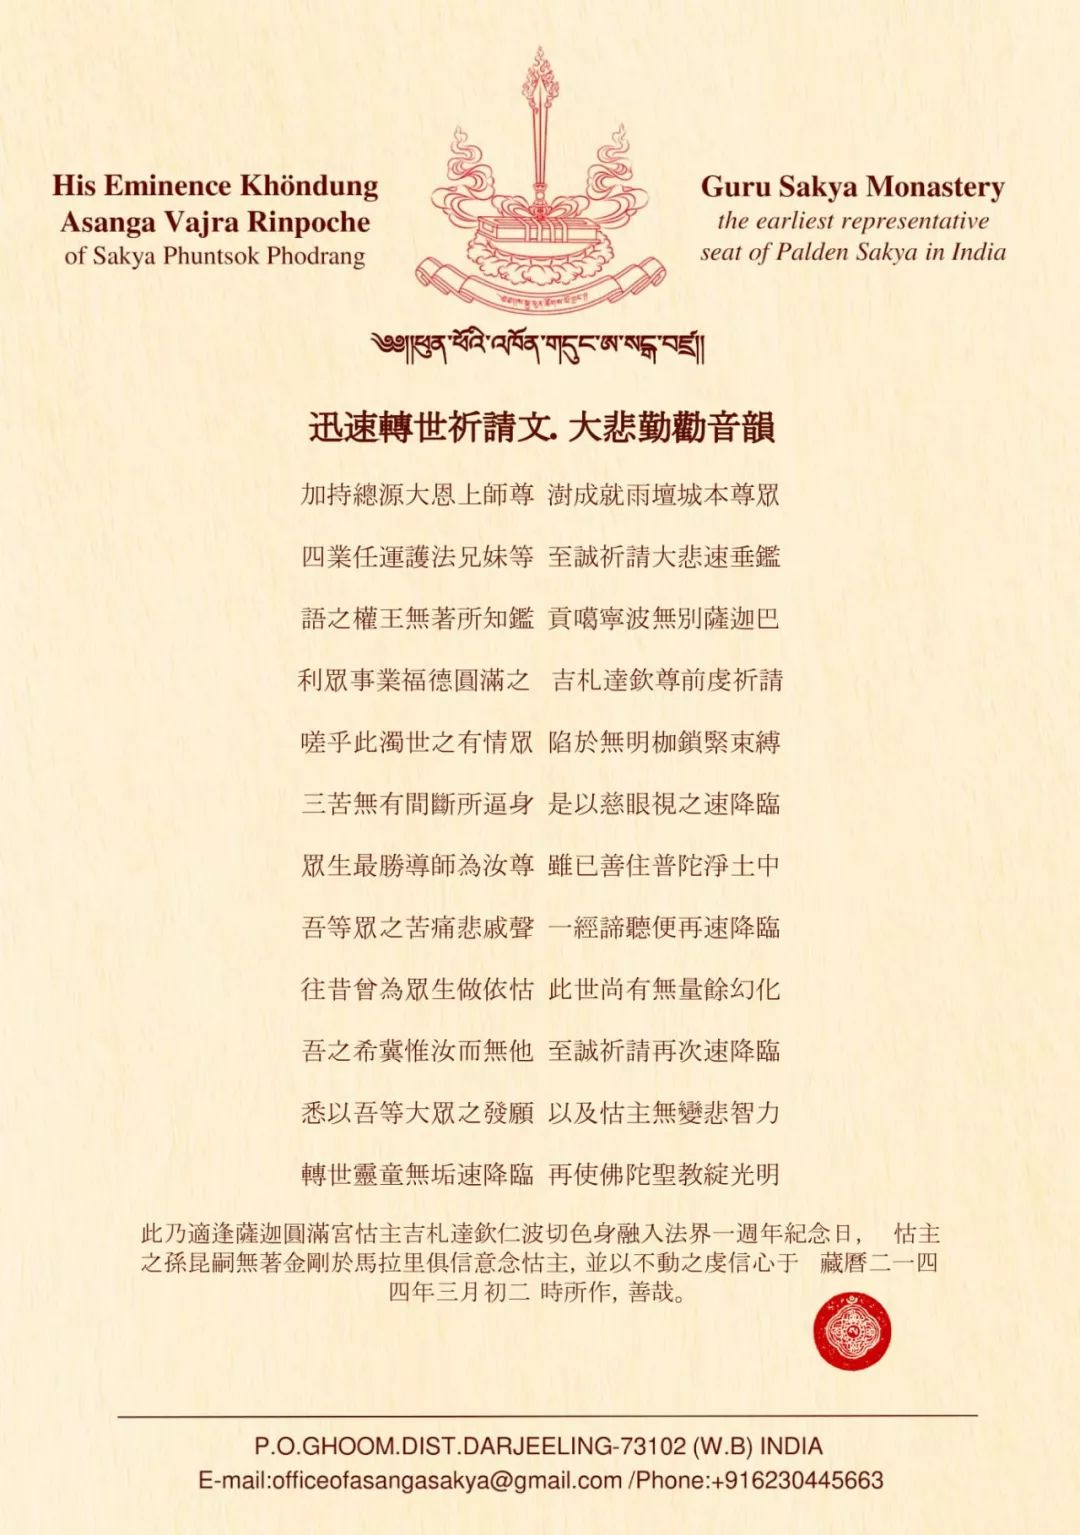 His Eminence Khöndung
Asanga Vajra Rinpoche
of Sakya Phuntsok Phodrang
Guru Sakya Monastery
the earliest representative
seat of Palden Sakya in India
༄༅།།ཕུན་ཕོའི་འཁོན་གདུང་ཨ་སངྒ་བཛྲ།།
迅速轉世祈請文. 大悲勤勸音韻
加持總源大恩上師尊 澍成就雨壇城本尊眾
四業任運護法兄妹等 至誠祈請大悲速垂鑑
語之權王無著所知鑑 貢噶寧波無別薩迦巴
利眾事業福德圓滿之 吉札達欽尊前虔祈請
嗟乎此濁世之有情眾 陷於無明枷鎖緊束縛
三苦無有間斷所逼身 是以慈眼視之速降臨
眾生最勝導師為汝尊 雖已善住普陀淨土中
吾等眾之苦痛悲戚聲 一經諦聽便再速降臨
往昔曾為眾生做依怙 此世尚有無量餘幻化
吾之希冀惟汝而無他 至誠祈請再次速降臨
悉以吾等大眾之發願 以及怙主無變悲智力
轉世靈童無垢速降臨 再使佛陀聖教綻光明
此乃適逢薩迦圓滿宮怙主吉札達欽仁波切色身融入法界一週年紀念日, 怙主
之孫昆嗣無著金剛於馬拉里俱信意念怙主, 並以不動之虔信心于 藏曆二一四
四年三月初二 時所作, 善哉。
P.O.GHOOM.DIST.DARJEELING-73102 (W.B) INDIA
E-mail:officeofasangasakya@gmail.com /Phone:+916230445663